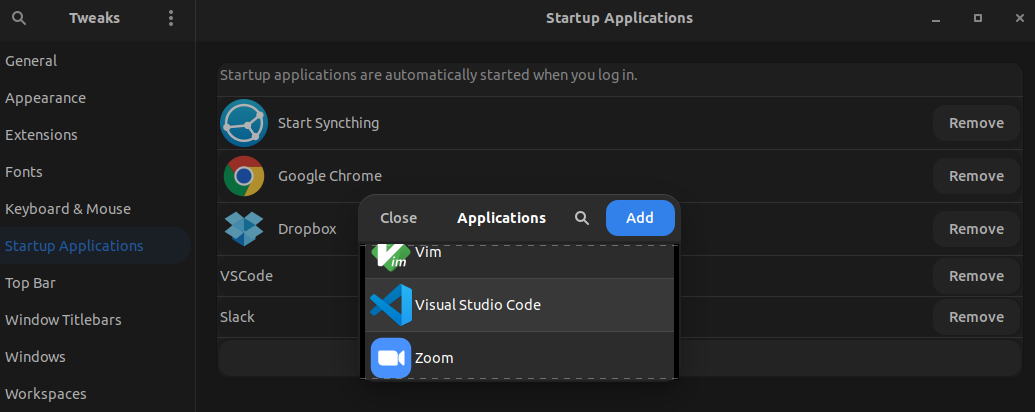 Tweaks
Startup Applications
General
Appearance
Extensions
Fonts
Keyboard & Mouse
Startup Applications
Top Bar
Window Titlebars
Windows
Workspaces
Startup applications are automatically started when you log in.
Start Syncthing Remove
Google Chrome Remove
Dropbox Remove
VSCode Remove
Slack Remove
Close Applications Add
Vim
Visual Studio Code
Zoom